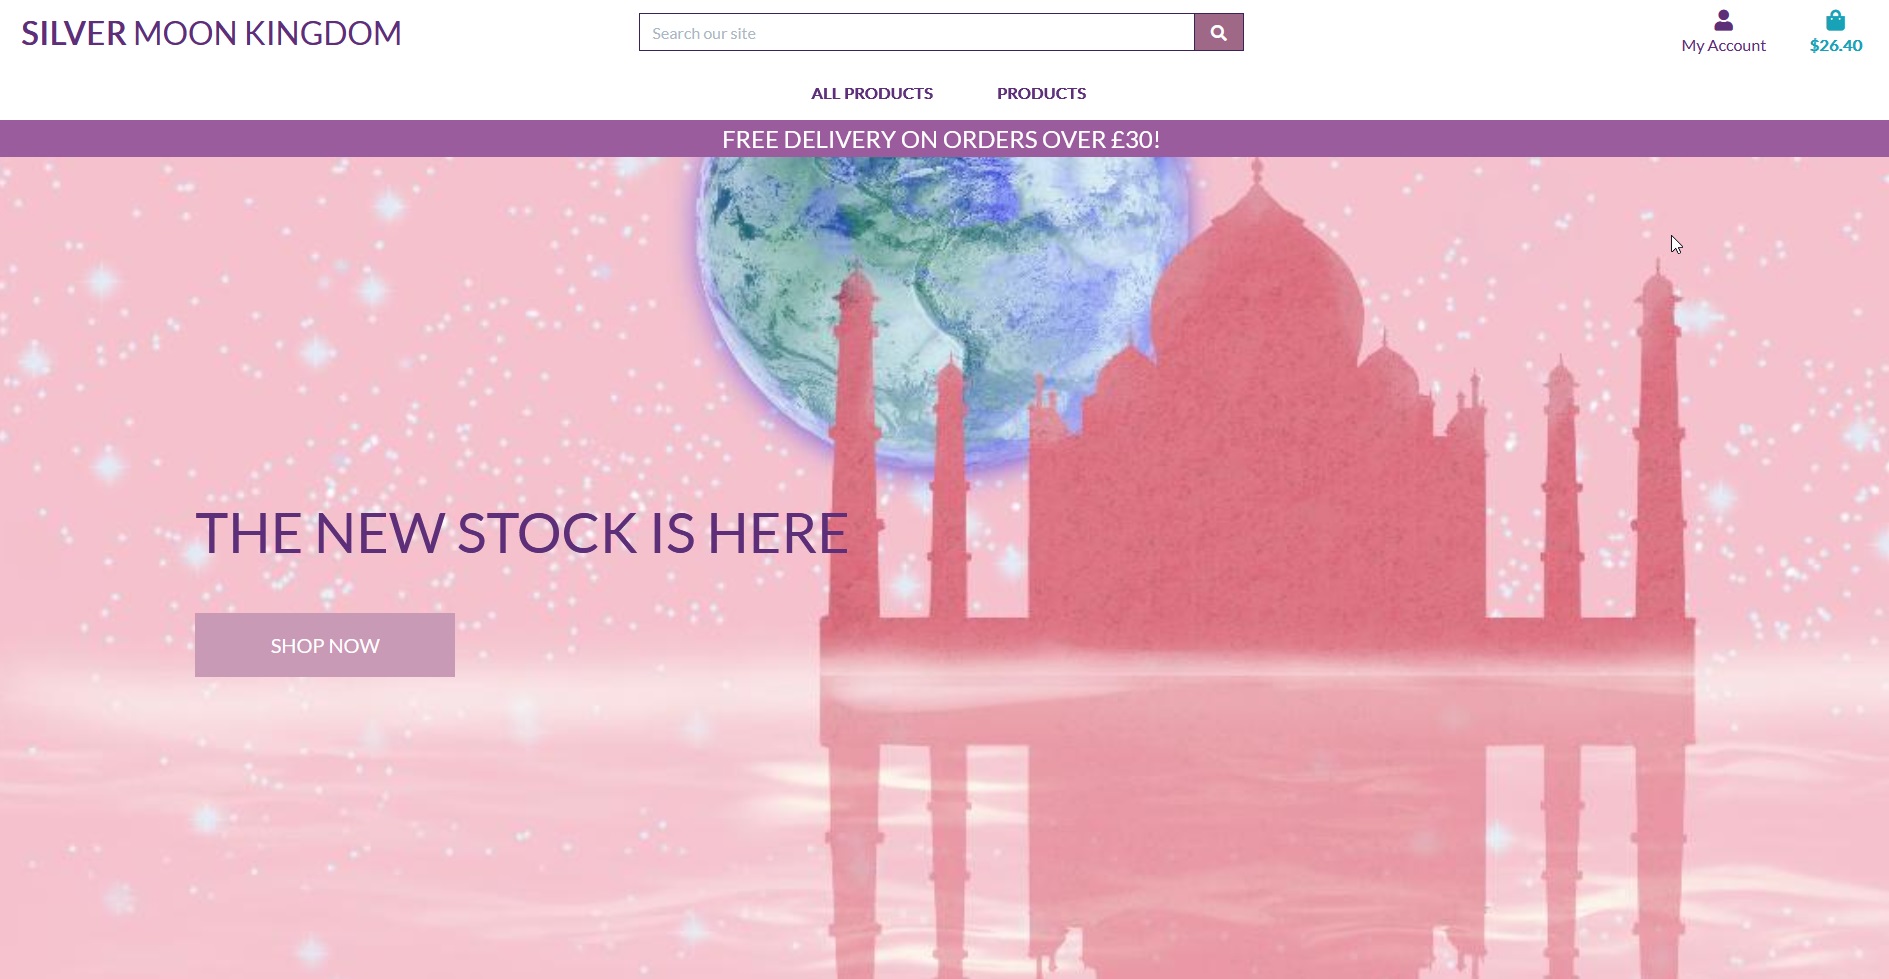 SILVER MOON KINGDOM
Search our site
My Account
$26.40
ALL PRODUCTS
PRODUCTS
FREE DELIVERY ON ORDERS OVER £30!
THE NEW STOCK IS HERE
SHOP NOW